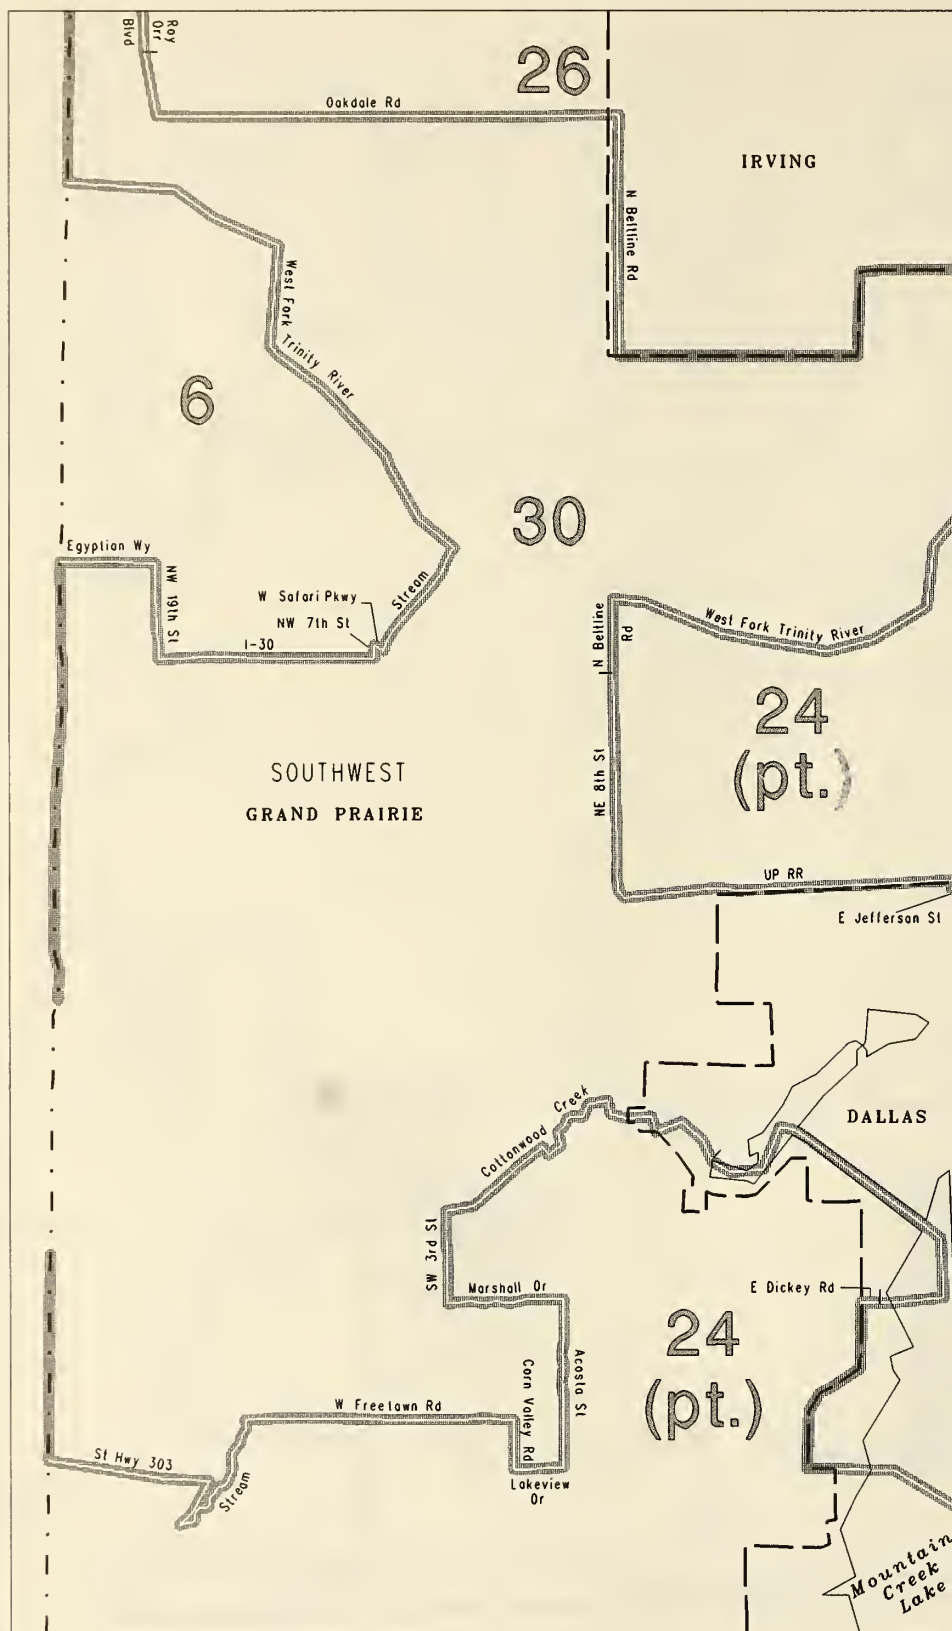 Roy
Orr
Blvd
26
Oakdale Rd
IRVING
N Beltline Rd
West Fork Trinity River
6
30
Egyptian Wy
NW 19th St
W Safari Pkwy
NW 7th St
I-30
Stream
N Beltline
Rd
West Fork Trinity River
24
(pt.)
NE 8th St
SOUTHWEST
GRAND PRAIRIE
UP RR
E Jefferson St
Cottonwood Creek
DALLAS
SW 3rd St
Marshall Dr
E Dickey Rd
24
(pt.)
Acosta St
Corn Valley Rd
W Freetown Rd
St Hwy 303
Stream
Lakeview
Dr
Mountain
Creek
Lake